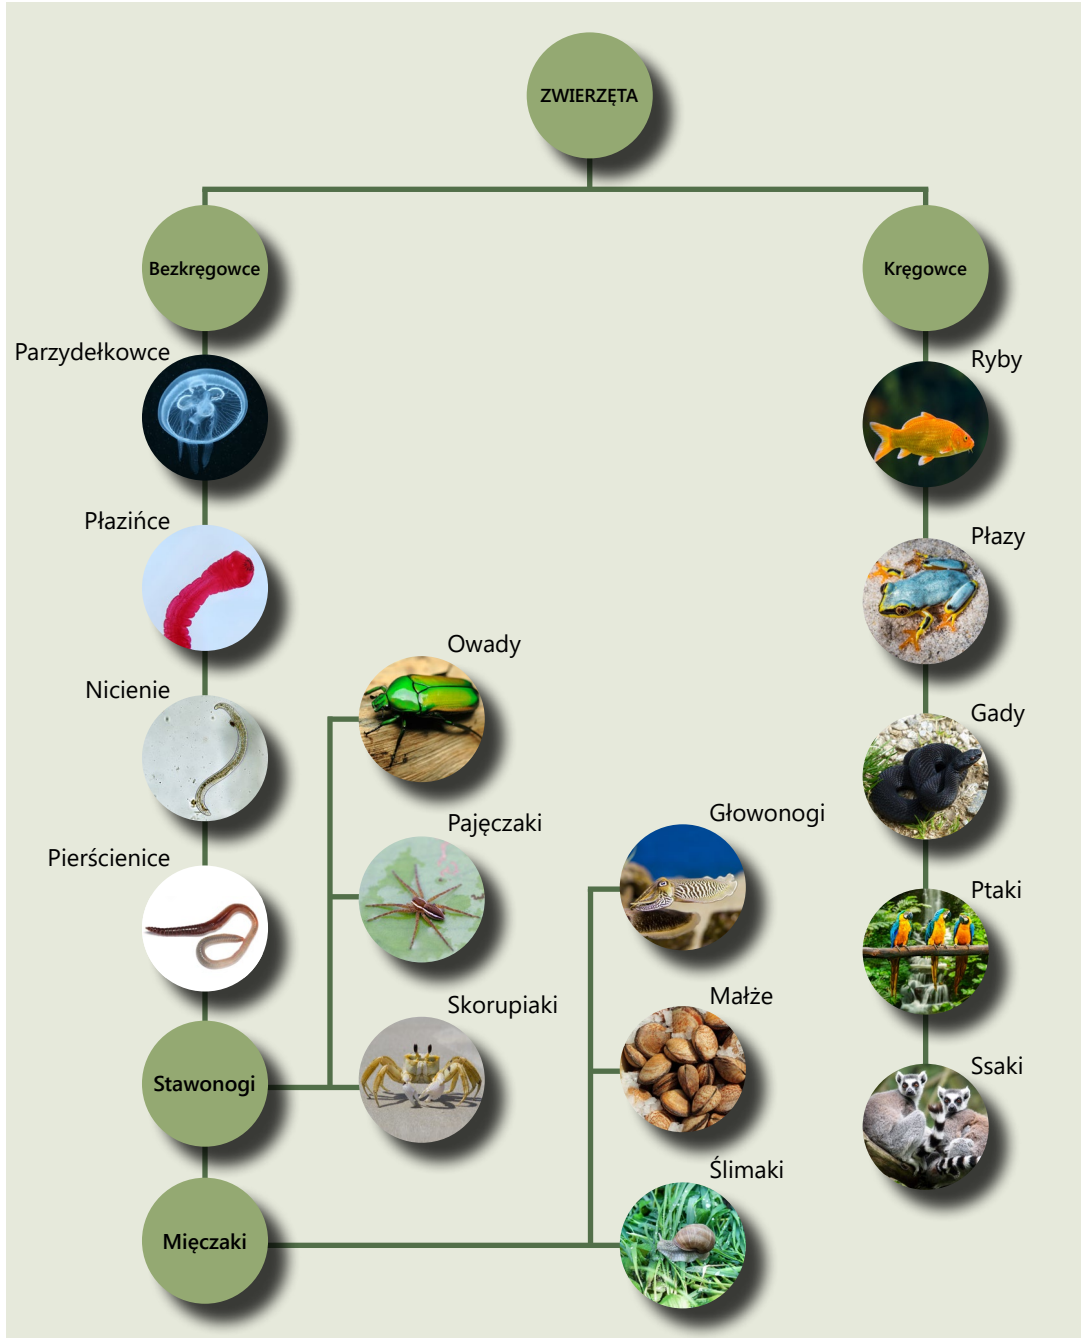 ZWIERZĘTA
Bezkręgowce
Kręgowce
Parzydełkowce
Ryby
Płazińce
Płazy
Owady
Nicienie
Gady
Pajęczaki
Głowonogi
Pierścienice
Ptaki
Skorupiaki
Małże
Stawonogi
Ssaki
Ślimaki
Mięczaki